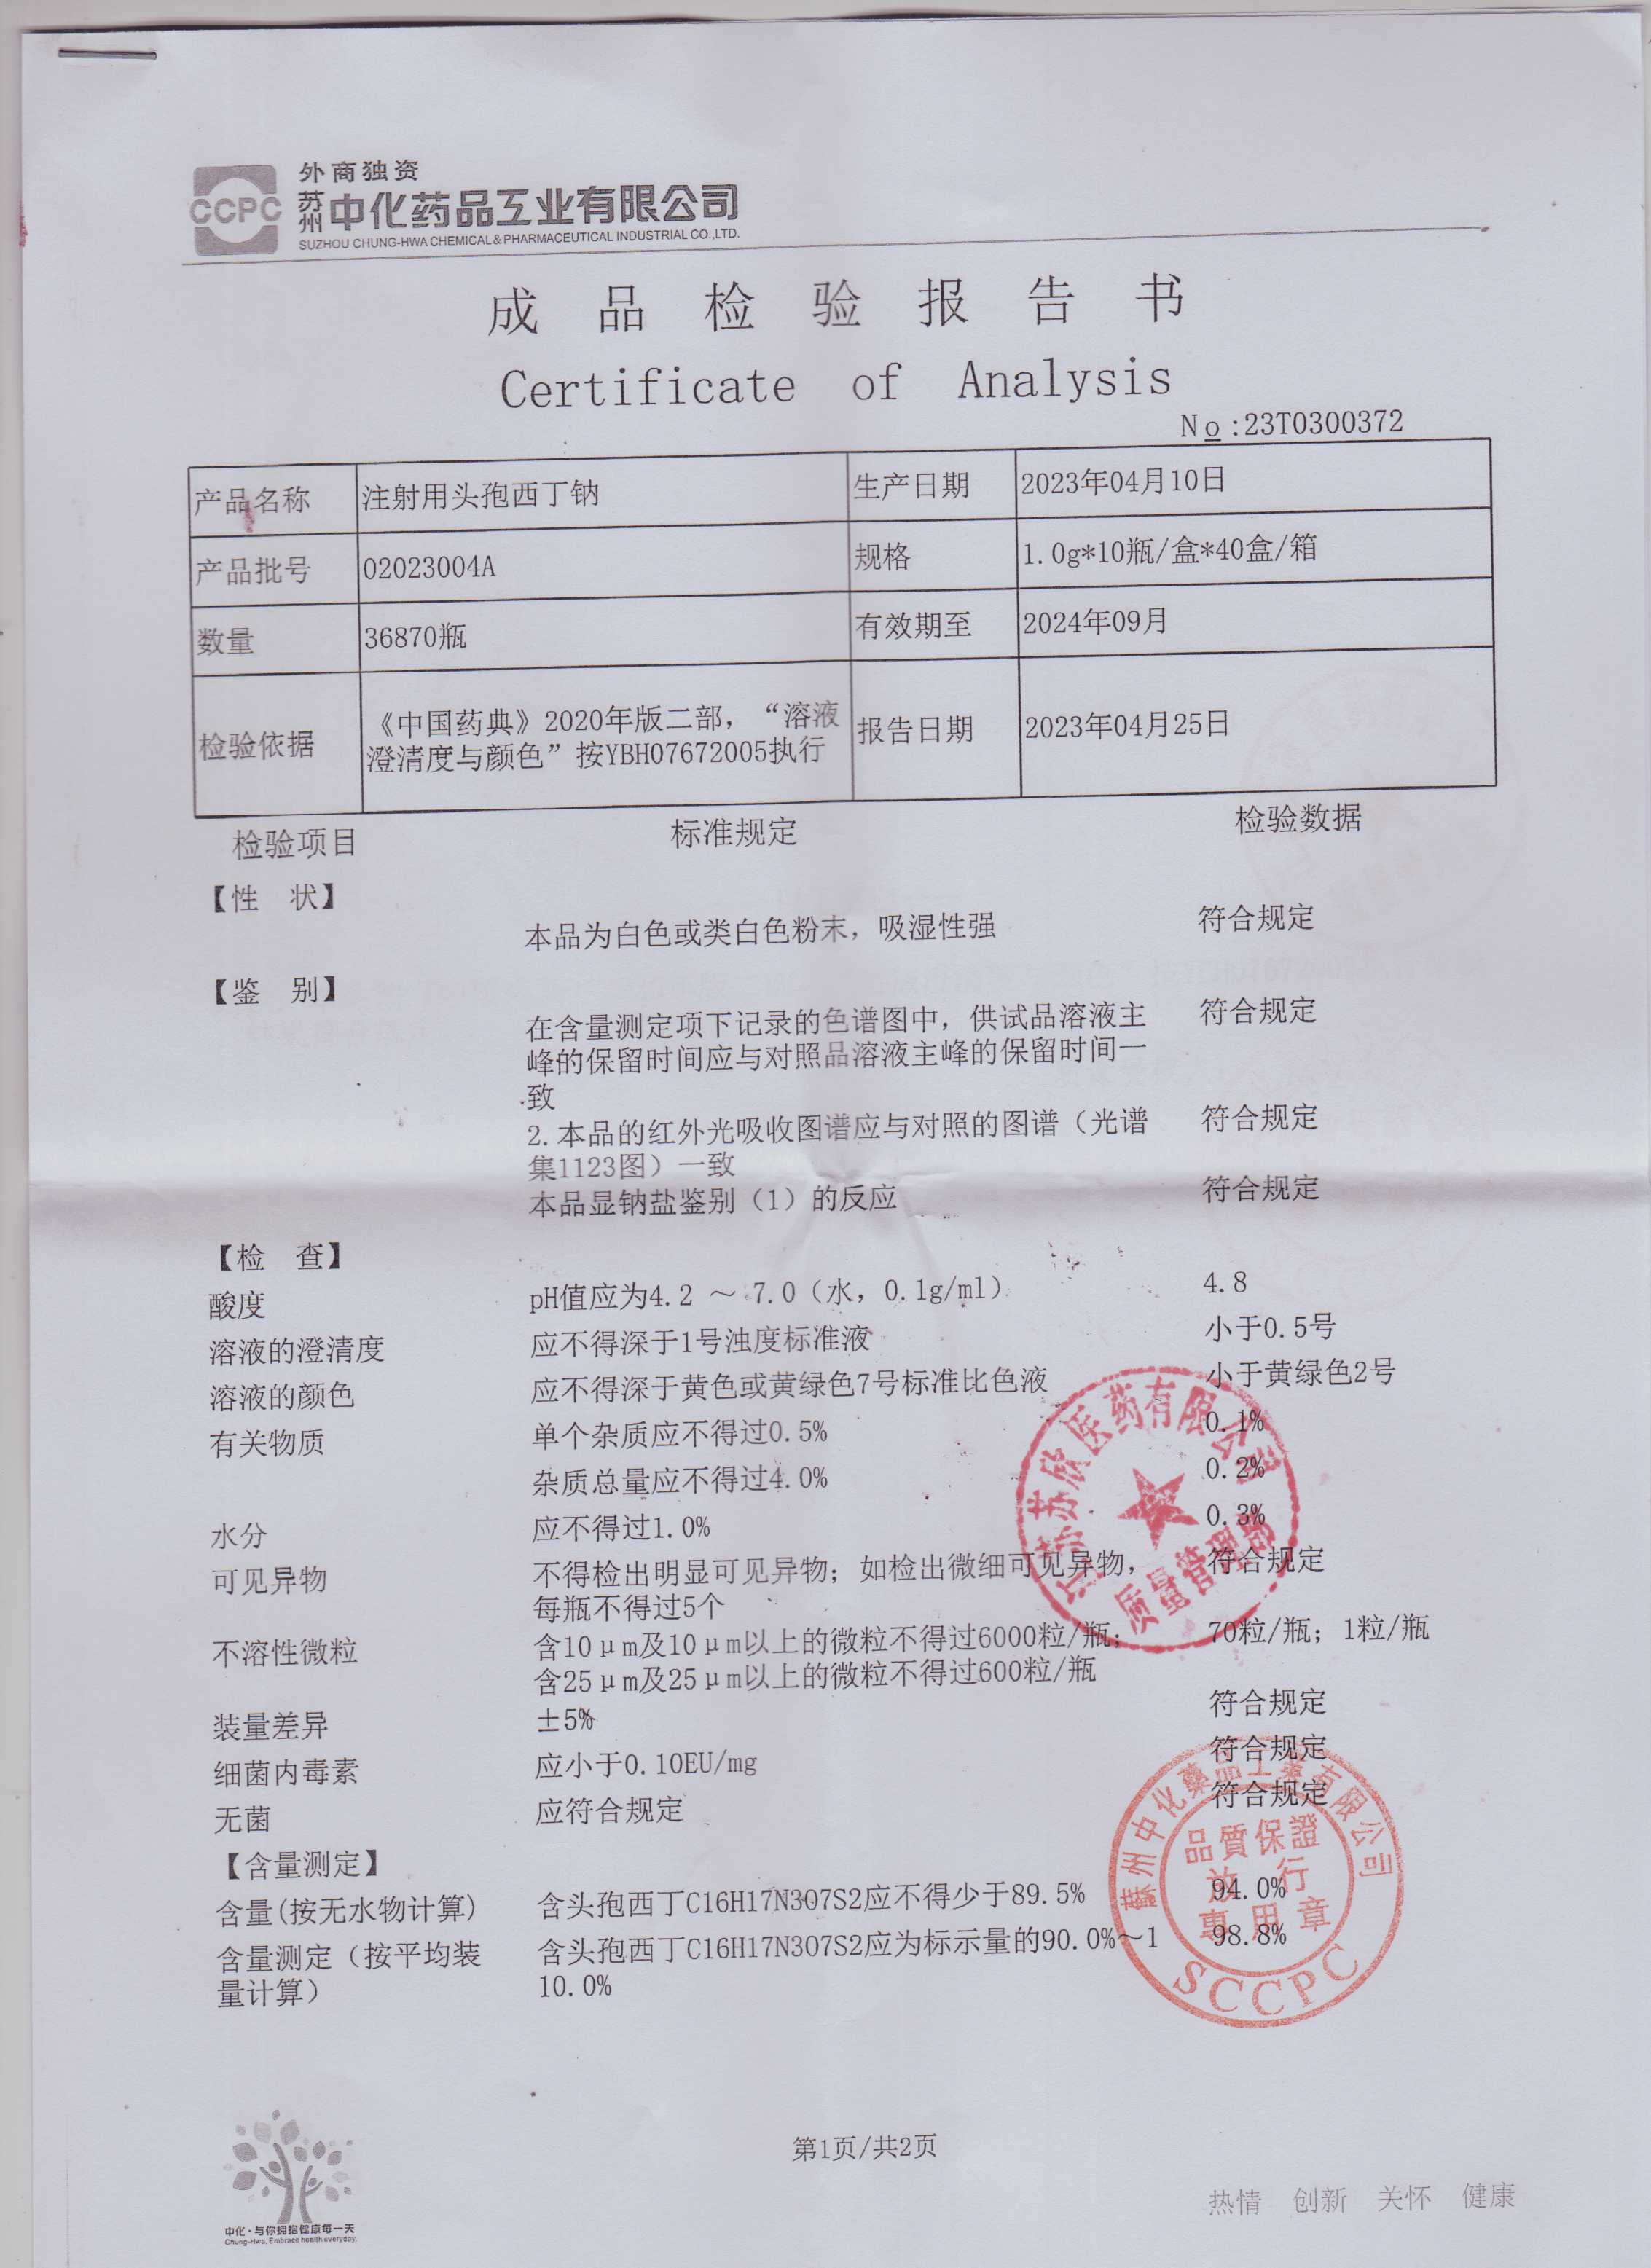 CCPC
外商独资
苏州中化药品工业有限公司
SUZHOU CHUNG-HWA CHEMICAL & PHARMACEUTICAL INDUSTRIAL CO.,LTD.
成品检验报告书
Certificate of Analysis
No:23T0300372
产品名称 注射用头孢西丁钠 生产日期 2023年04月10日
产品批号 02023004A 规格 1.0g*10瓶/盒*40盒/箱
数量 36870瓶 有效期至 2024年09月
检验依据 《中国药典》2020年版二部，“溶液
澄清度与颜色”按YBH07672005执行 报告日期 2023年04月25日
检验项目 标准规定 检验数据
【性 状】
本品为白色或类白色粉末，吸湿性强 符合规定
【鉴 别】
在含量测定项下记录的色谱图中，供试品溶液主 符合规定
峰的保留时间应与对照品溶液主峰的保留时间一
致
2.本品的红外光吸收图谱应与对照的图谱（光谱 符合规定
集1123图）一致
本品显钠盐鉴别（1）的反应 符合规定
【检 查】
酸度 pH值应为4.2 ～ 7.0（水，0.1g/ml） 4.8
溶液的澄清度 应不得深于1号浊度标准液 小于0.5号
溶液的颜色 应不得深于黄色或黄绿色7号标准比色液 小于黄绿色2号
有关物质 单个杂质应不得过0.5% 0.1%
杂质总量应不得过4.0% 0.2%
水分 应不得过1.0% 0.3%
可见异物 不得检出明显可见异物；如检出微细可见异物， 符合规定
每瓶不得过5个
不溶性微粒 含10μm及10μm以上的微粒不得过6000粒/瓶； 70粒/瓶；1粒/瓶
含25μm及25μm以上的微粒不得过600粒/瓶
装量差异 ±5% 符合规定
细菌内毒素 应小于0.10EU/mg 符合规定
无菌 应符合规定 符合规定
【含量测定】
含量(按无水物计算) 含头孢西丁C16H17N3O7S2应不得少于89.5% 94.0%
含量测定（按平均装 含头孢西丁C16H17N3O7S2应为标示量的90.0%～1 98.8%
量计算） 10.0%
江苏苏欣医药有限公司
质量管理部
蘇州中化藥品工業有限公司
品質保證
放行
專用章
SCCPC
第1页/共2页
中化·与你拥抱健康每一天
Chung-Hwa, Embrace health everyday.
热情 创新 关怀 健康